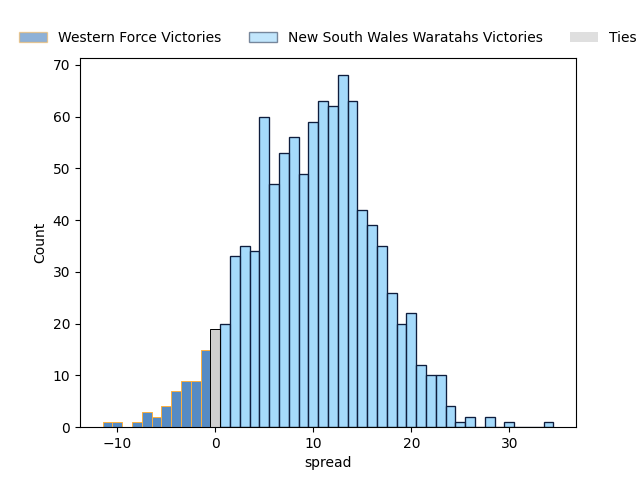 Western Force Victories
New South Wales Waratahs Victories
Ties
70
60
50
40
30
20
10
0
Count
−10
0
10
20
30
spread